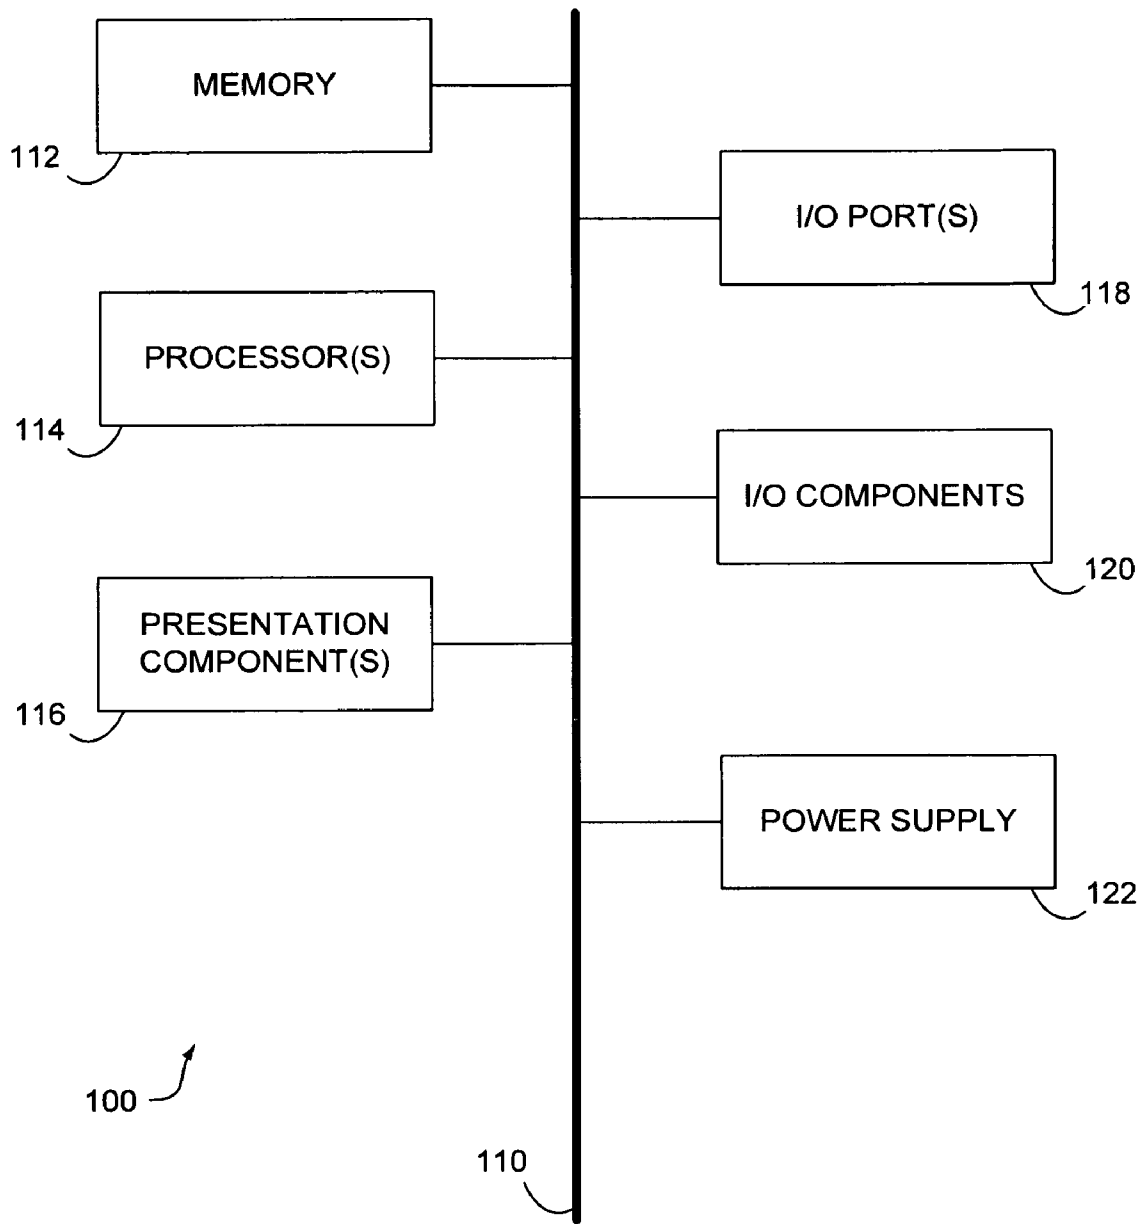 MEMORY
112
I/O PORT(S)
118
PROCESSOR(S)
114
I/O COMPONENTS
120
PRESENTATION
COMPONENT(S)
116
POWER SUPPLY
122
100
110